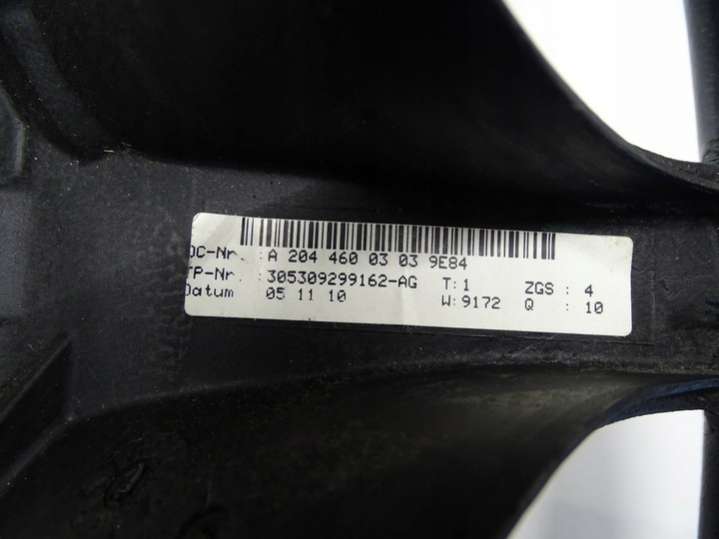 DC-Nr. :A 204 460 03 03 9E84
TP-Nr. :305309299162-AG T:1 ZGS : 4
Datum 05 11 10 W:9172 Q : 10